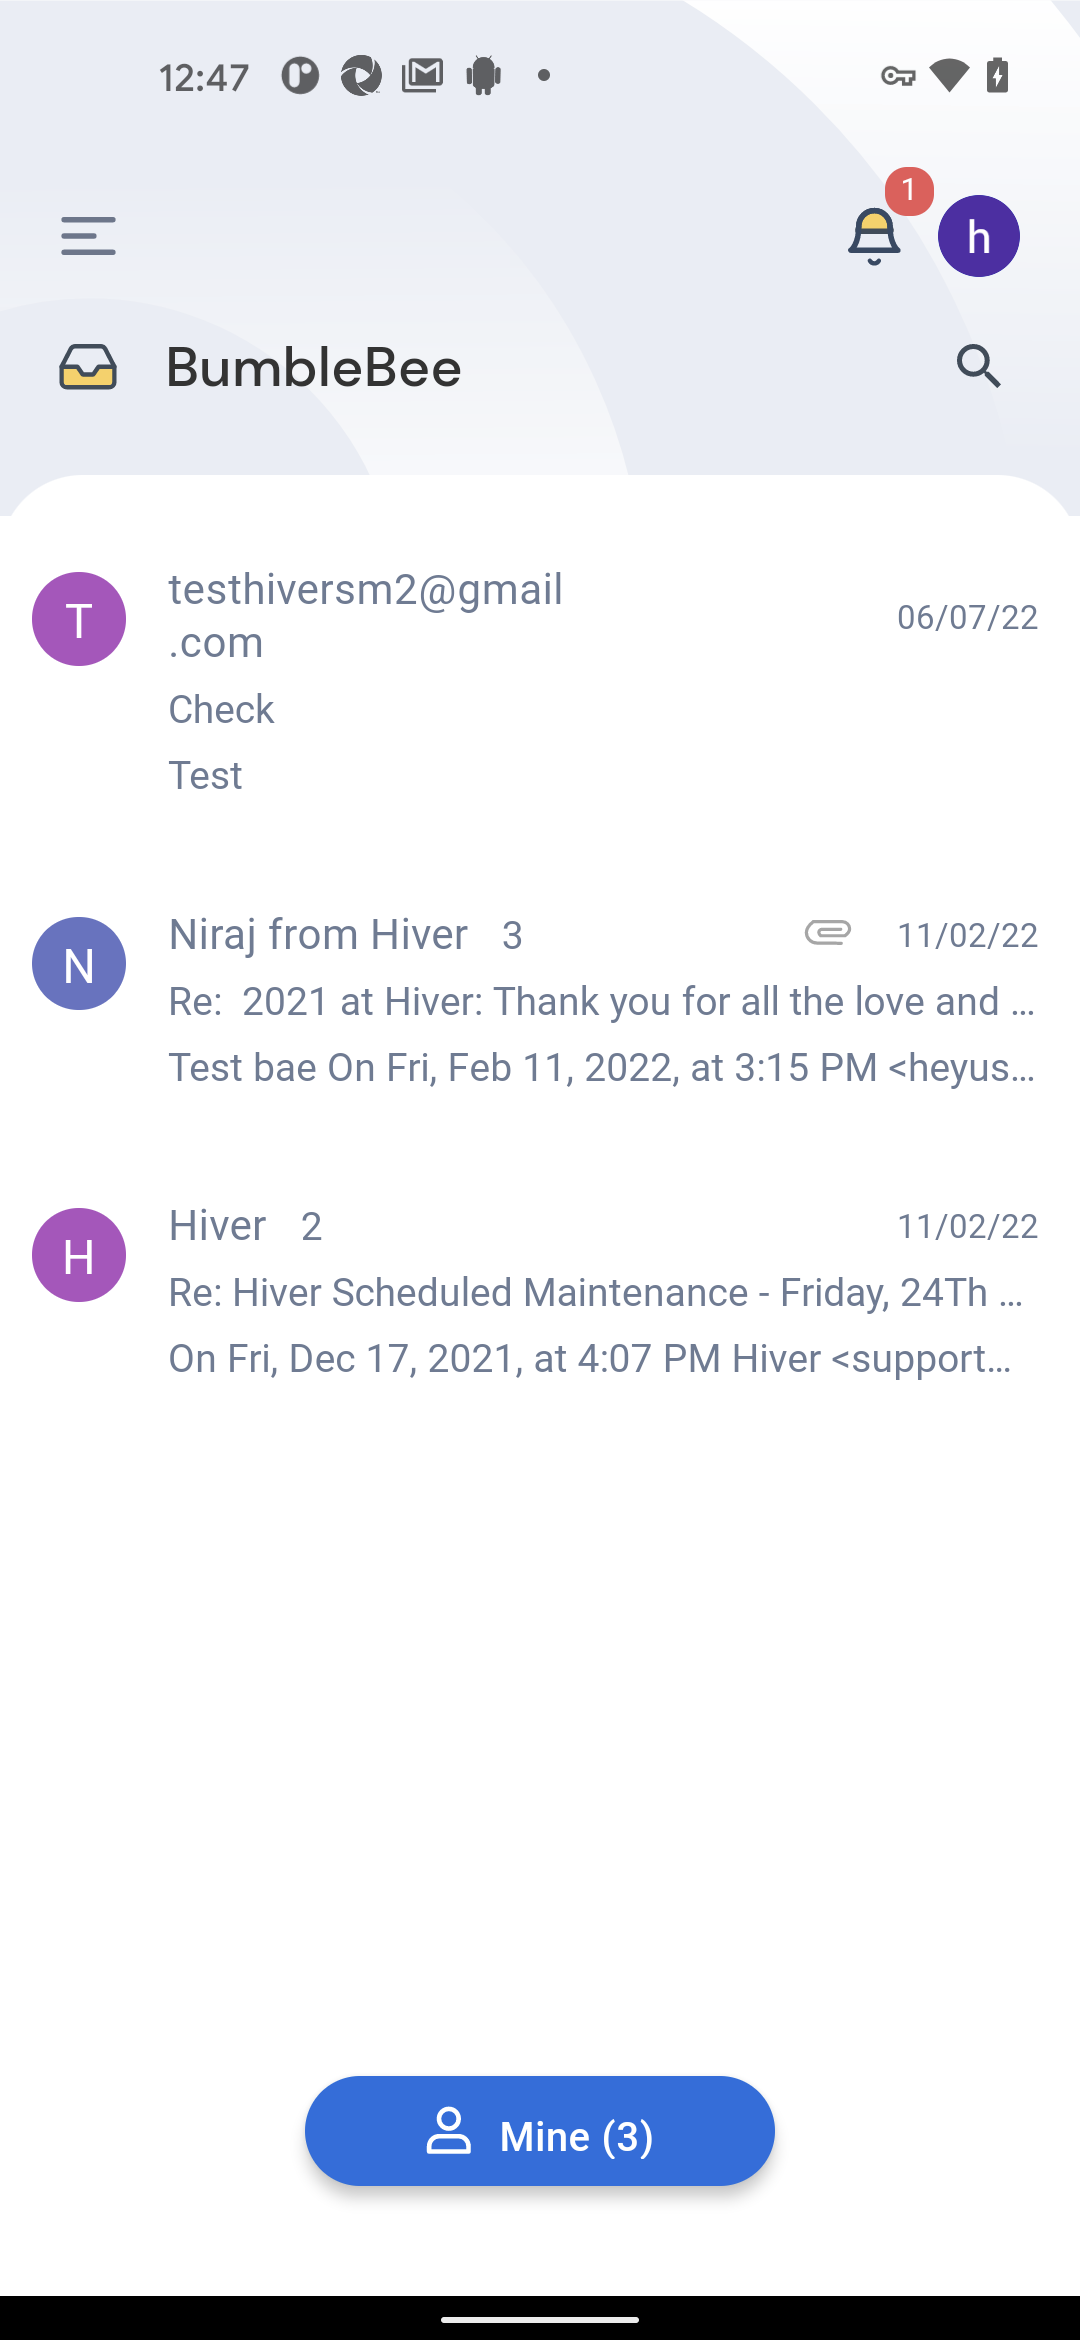 12:47
1
h
BumbleBee
T
testhiversm2@gmail
.com
06/07/22
Check
Test
N
Niraj from Hiver 3
11/02/22
Re:  2021 at Hiver: Thank you for all the love and …
Test bae On Fri, Feb 11, 2022, at 3:15 PM <heyus…
H
Hiver 2
11/02/22
Re: Hiver Scheduled Maintenance - Friday, 24Th …
On Fri, Dec 17, 2021, at 4:07 PM Hiver <support…
Mine (3)